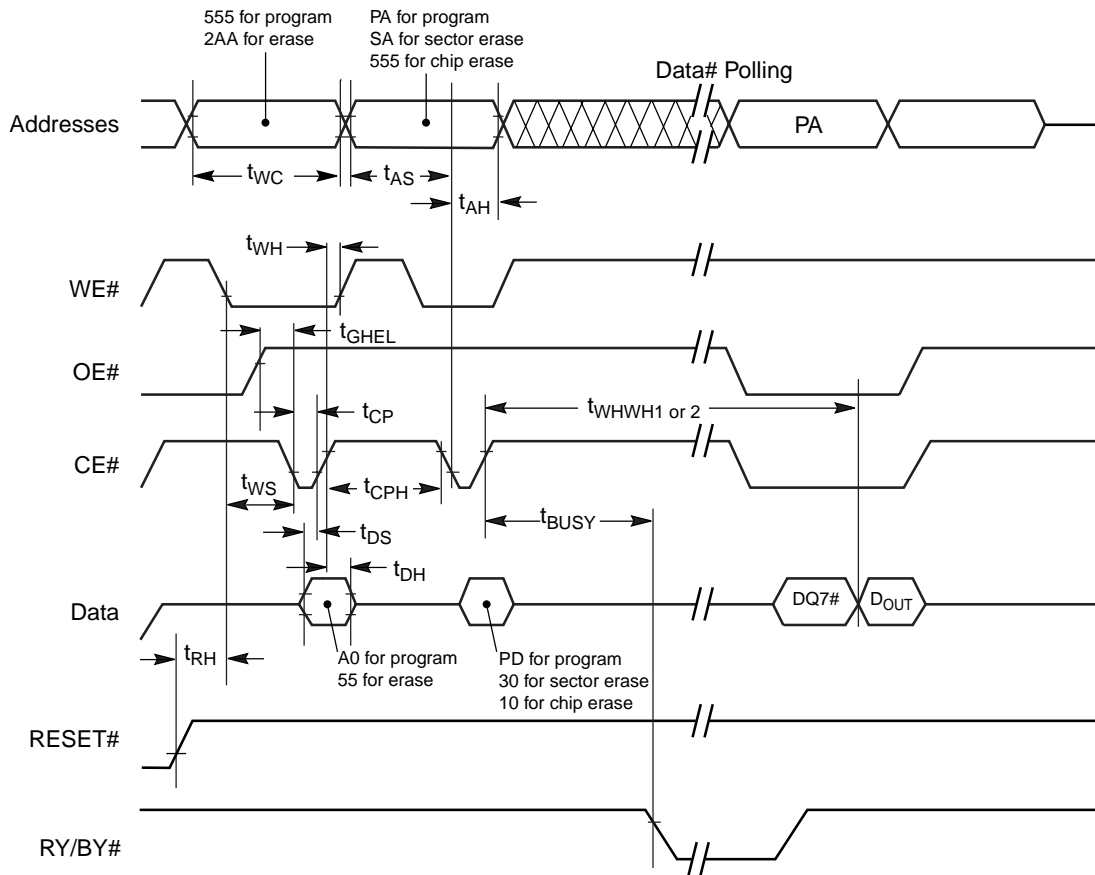 555 for program
2AA for erase
PA for program
SA for sector erase
555 for chip erase
Data# Polling
Addresses
PA
tWC
tAS
tAH
tWH
WE#
tGHEL
OE#
tWHWH1 or 2
tCP
CE#
tWS
tCPH
tBUSY
tDS
tDH
Data
DQ7#
DOUT
tRH
A0 for program
55 for erase
PD for program
30 for sector erase
10 for chip erase
RESET#
RY/BY#